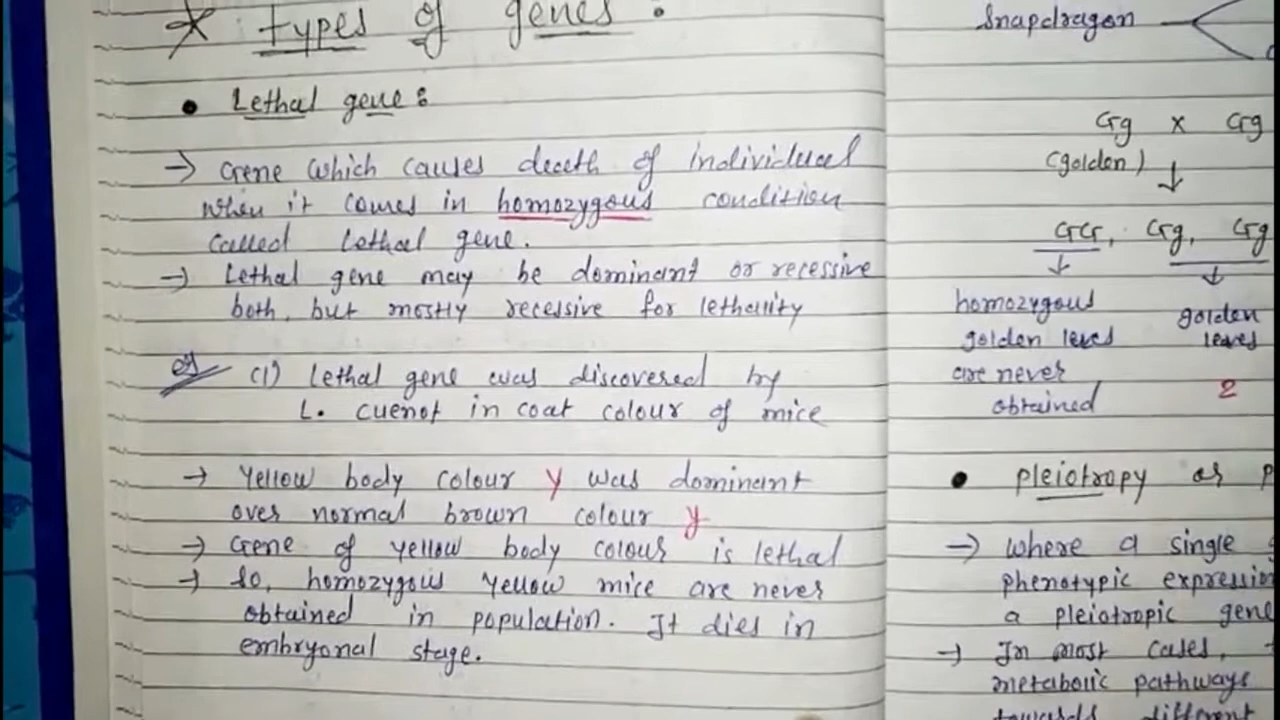 * types of genes :
• Lethal gene :
→ Gene which causes death of individual
when it comes in homozygous condition
called lethal gene.
→ Lethal gene may be dominant or recessive
both, but mostly recessive for lethality
eg (1) Lethal gene was discovered by
L. cuenot in coat colour of mice
→ Yellow body colour Y was dominant
over normal brown colour y
→ Gene of yellow body colour is lethal
→ so, homozygous yellow mice are never
obtained in population. It dies in
embryonal stage.
Snapdragon
Gg x Gg
(golden) ↓
GG, Gg, Gg
↓ ↓
homozygous golden
golden leves leves
are never 2
obtained
• pleiotropy or
→ where a single
phenotypic expression
a pleiotropic gene
→ In most cases,
metabolic pathways
towards different